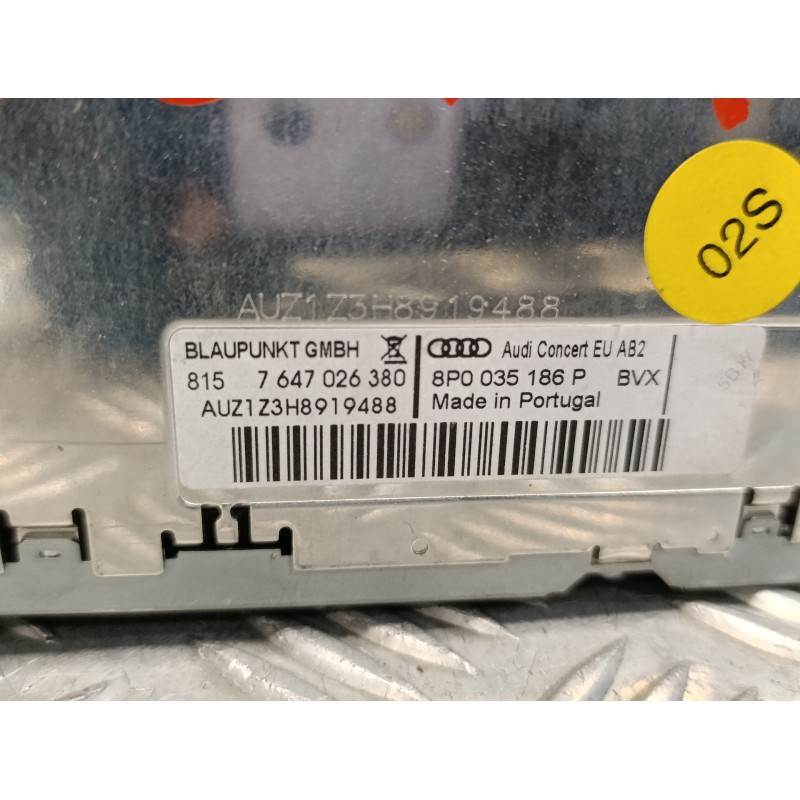 02S
AUZ1Z3H8919488
BLAUPUNKT GMBH
815 7 647 026 380
AUZ1Z3H8919488
Audi Concert EU AB2
8P0 035 186 P BVX
Made in Portugal